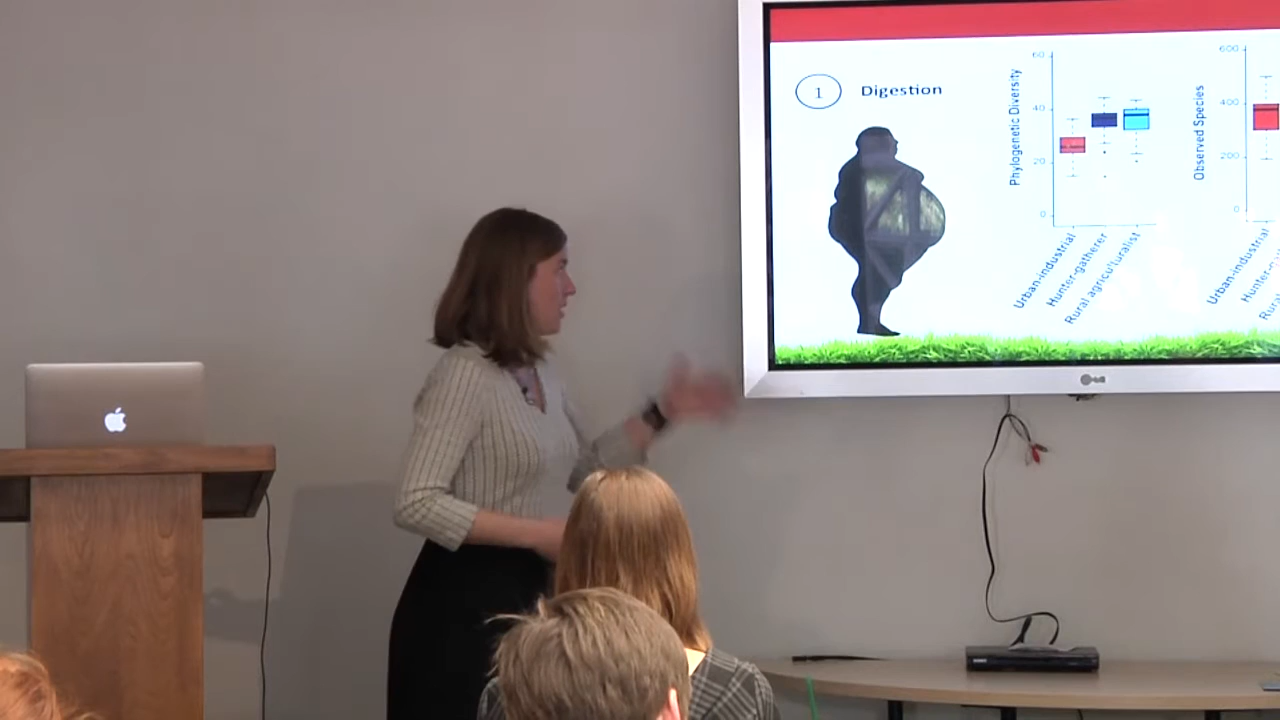 1 Digestion
Phylogenetic Diversity
60
40
20
0
Urban-industrial
Hunter-gatherer
Rural agriculturalist
Observed Species
600
400
200
0
Urban-industrial
LG